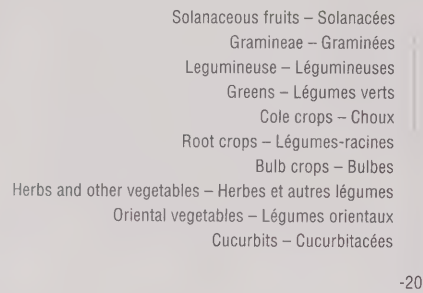 Solanaceous fruits – Solanacées
Gramineae – Graminées
Legumineuse – Légumineuses
Greens – Légumes verts
Cole crops – Choux
Root crops – Légumes-racines
Bulb crops – Bulbes
Herbs and other vegetables – Herbes et autres légumes
Oriental vegetables – Légumes orientaux
Cucurbits – Cucurbitacées
-20